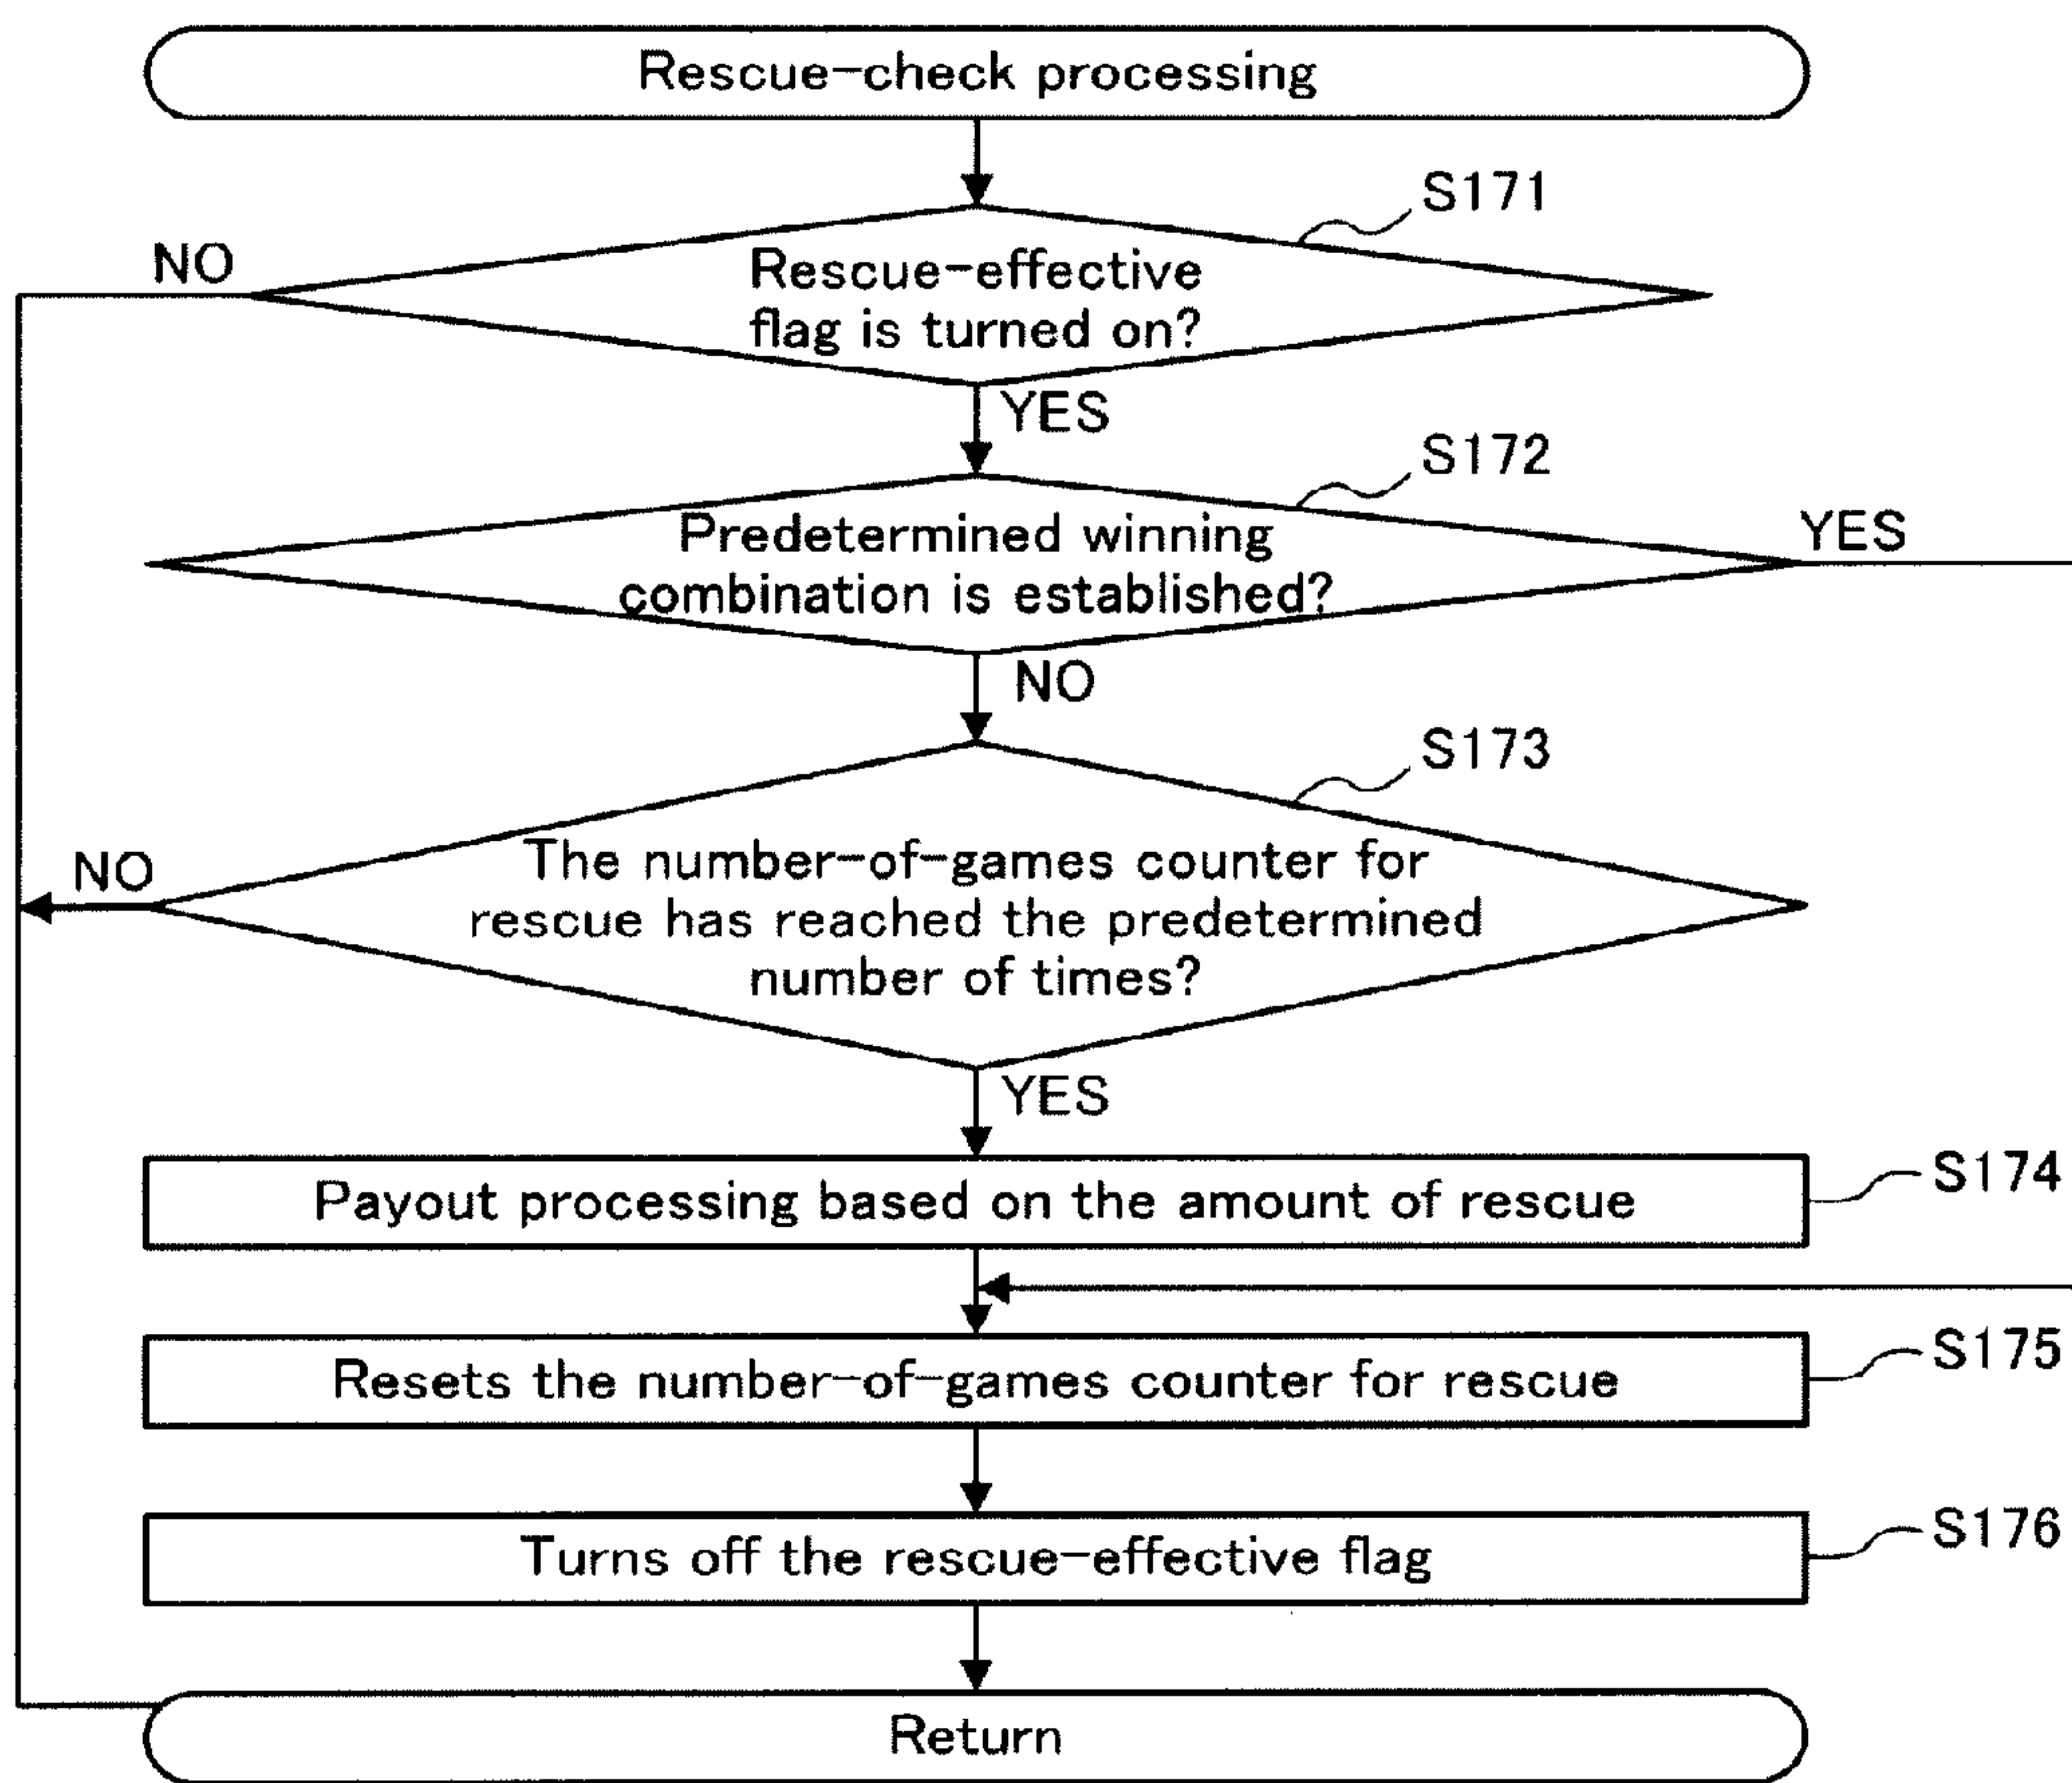 Rescue-check processing
S171
NO
Rescue-effective
flag is turned on?
YES
S172
Predetermined winning
combination is established?
YES
NO
S173
NO
The number-of-games counter for
rescue has reached the predetermined
number of times?
YES
Payout processing based on the amount of rescue
S174
Resets the number-of-games counter for rescue
S175
Turns off the rescue-effective flag
S176
Return